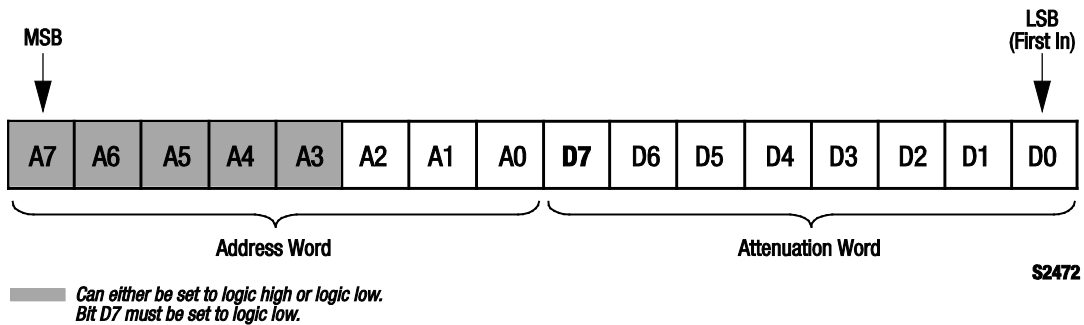 MSB
LSB
(First In)
A7 A6 A5 A4 A3 A2 A1 A0 D7 D6 D5 D4 D3 D2 D1 D0
Address Word
Attenuation Word
S2472
Can either be set to logic high or logic low.
Bit D7 must be set to logic low.